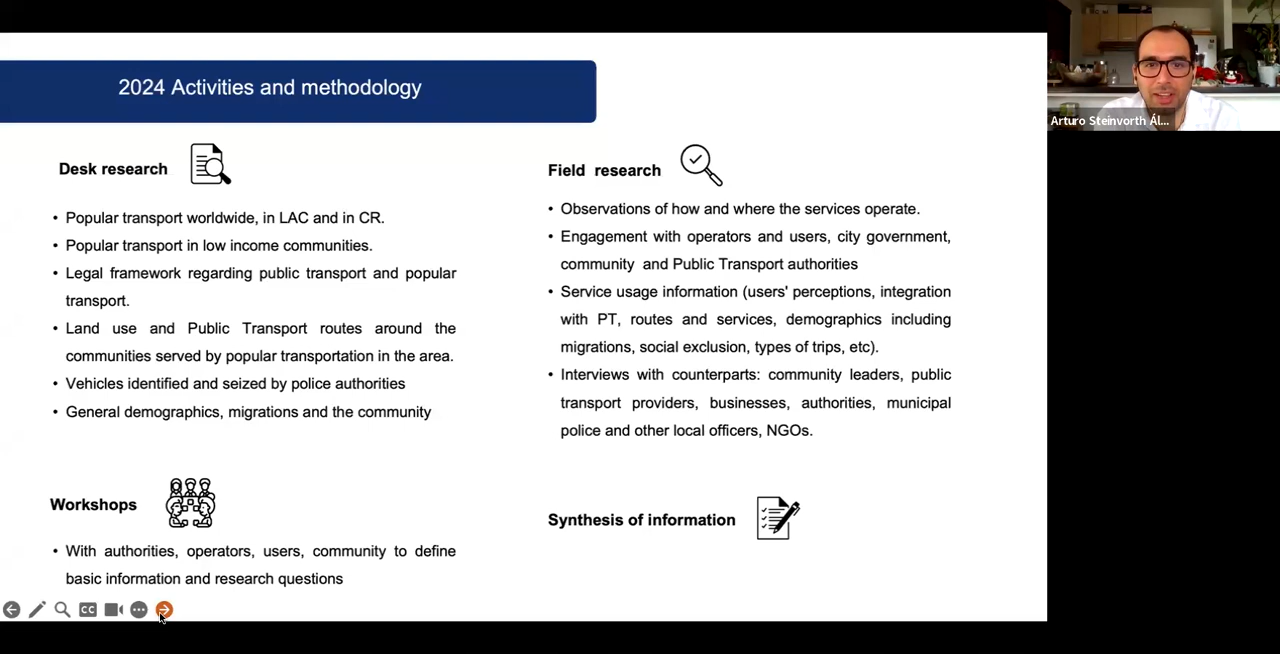 2024 Activities and methodology
Arturo Steinvorth Ál...
Desk research
• Popular transport worldwide, in LAC and in CR.
• Popular transport in low income communities.
• Legal framework regarding public transport and popular
transport.
• Land use and Public Transport routes around the
communities served by popular transportation in the area.
• Vehicles identified and seized by police authorities
• General demographics, migrations and the community
Field research
• Observations of how and where the services operate.
• Engagement with operators and users, city government,
community and Public Transport authorities
• Service usage information (users' perceptions, integration
with PT, routes and services, demographics including
migrations, social exclusion, types of trips, etc).
• Interviews with counterparts: community leaders, public
transport providers, businesses, authorities, municipal
police and other local officers, NGOs.
Workshops
• With authorities, operators, users, community to define
basic information and research questions
Synthesis of information
CC